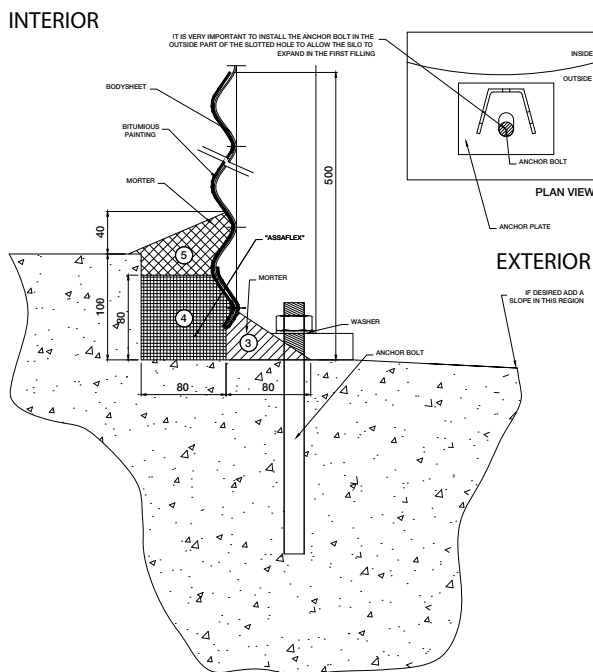 INTERIOR
IT IS VERY IMPORTANT TO INSTALL THE ANCHOR BOLT IN THE
OUTSIDE PART OF THE SLOTTED HOLE TO ALLOW THE SILO TO
EXPAND IN THE FIRST FILLING
INSIDE
OUTSIDE
ANCHOR BOLT
PLAN VIEW
ANCHOR PLATE
BODYSHEET
BITUMIOUS
PAINTING
MORTER
500
40
"ASSAFLEX"
5
EXTERIOR
MORTER
IF DESIRED ADD A
SLOPE IN THIS REGION
100
80
4
WASHER
3
ANCHOR BOLT
80
80